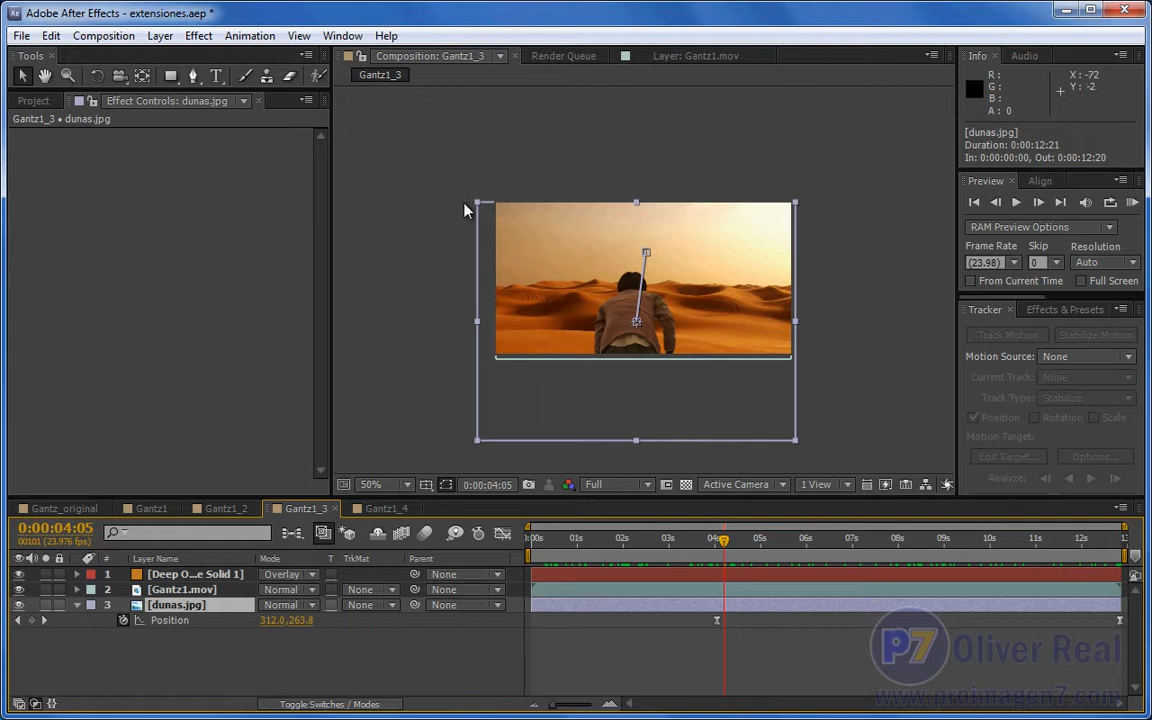 Adobe After Effects - extensiones.aep *
File Edit Composition Layer Effect Animation View Window Help
Tools
Composition: Gantz1_3 Render Queue Layer: Gantz1.mov
Info Audio
Gantz1_3
R: X: -72
G: Y: -2
B:
A: 0
Project Effect Controls: dunas.jpg
Gantz1_3 • dunas.jpg
[dunas.jpg]
Duration: 0:00:12:21
In: 0:00:00:00, Out: 0:00:12:20
Preview Align
RAM Preview Options
Frame Rate Skip Resolution
(23.98) 0 Auto
From Current Time Full Screen
Tracker Effects & Presets
Track Motion Stabilize Motion
Motion Source: None
Current Track: None
Track Type: Stabilize
Position Rotation Scale
Motion Target:
Edit Target... Options...
Analyze:
50% 0:00:04:05 Full Active Camera 1 View
Gantz_original Gantz1 Gantz1_2 Gantz1_3 Gantz1_4
0:00:04:05
00101 (23.976 fps)
0:00s 01s 02s 03s 04s 05s 06s 07s 08s 09s 10s 11s 12s 13
# Layer Name Mode T TrkMat Parent
1 [Deep O...e Solid 1] Overlay None
2 [Gantz1.mov] Normal None None
3 [dunas.jpg] Normal None None
Position 312.0,263.8
P7 Oliver Real
www.proimagen7.com
Toggle Switches / Modes